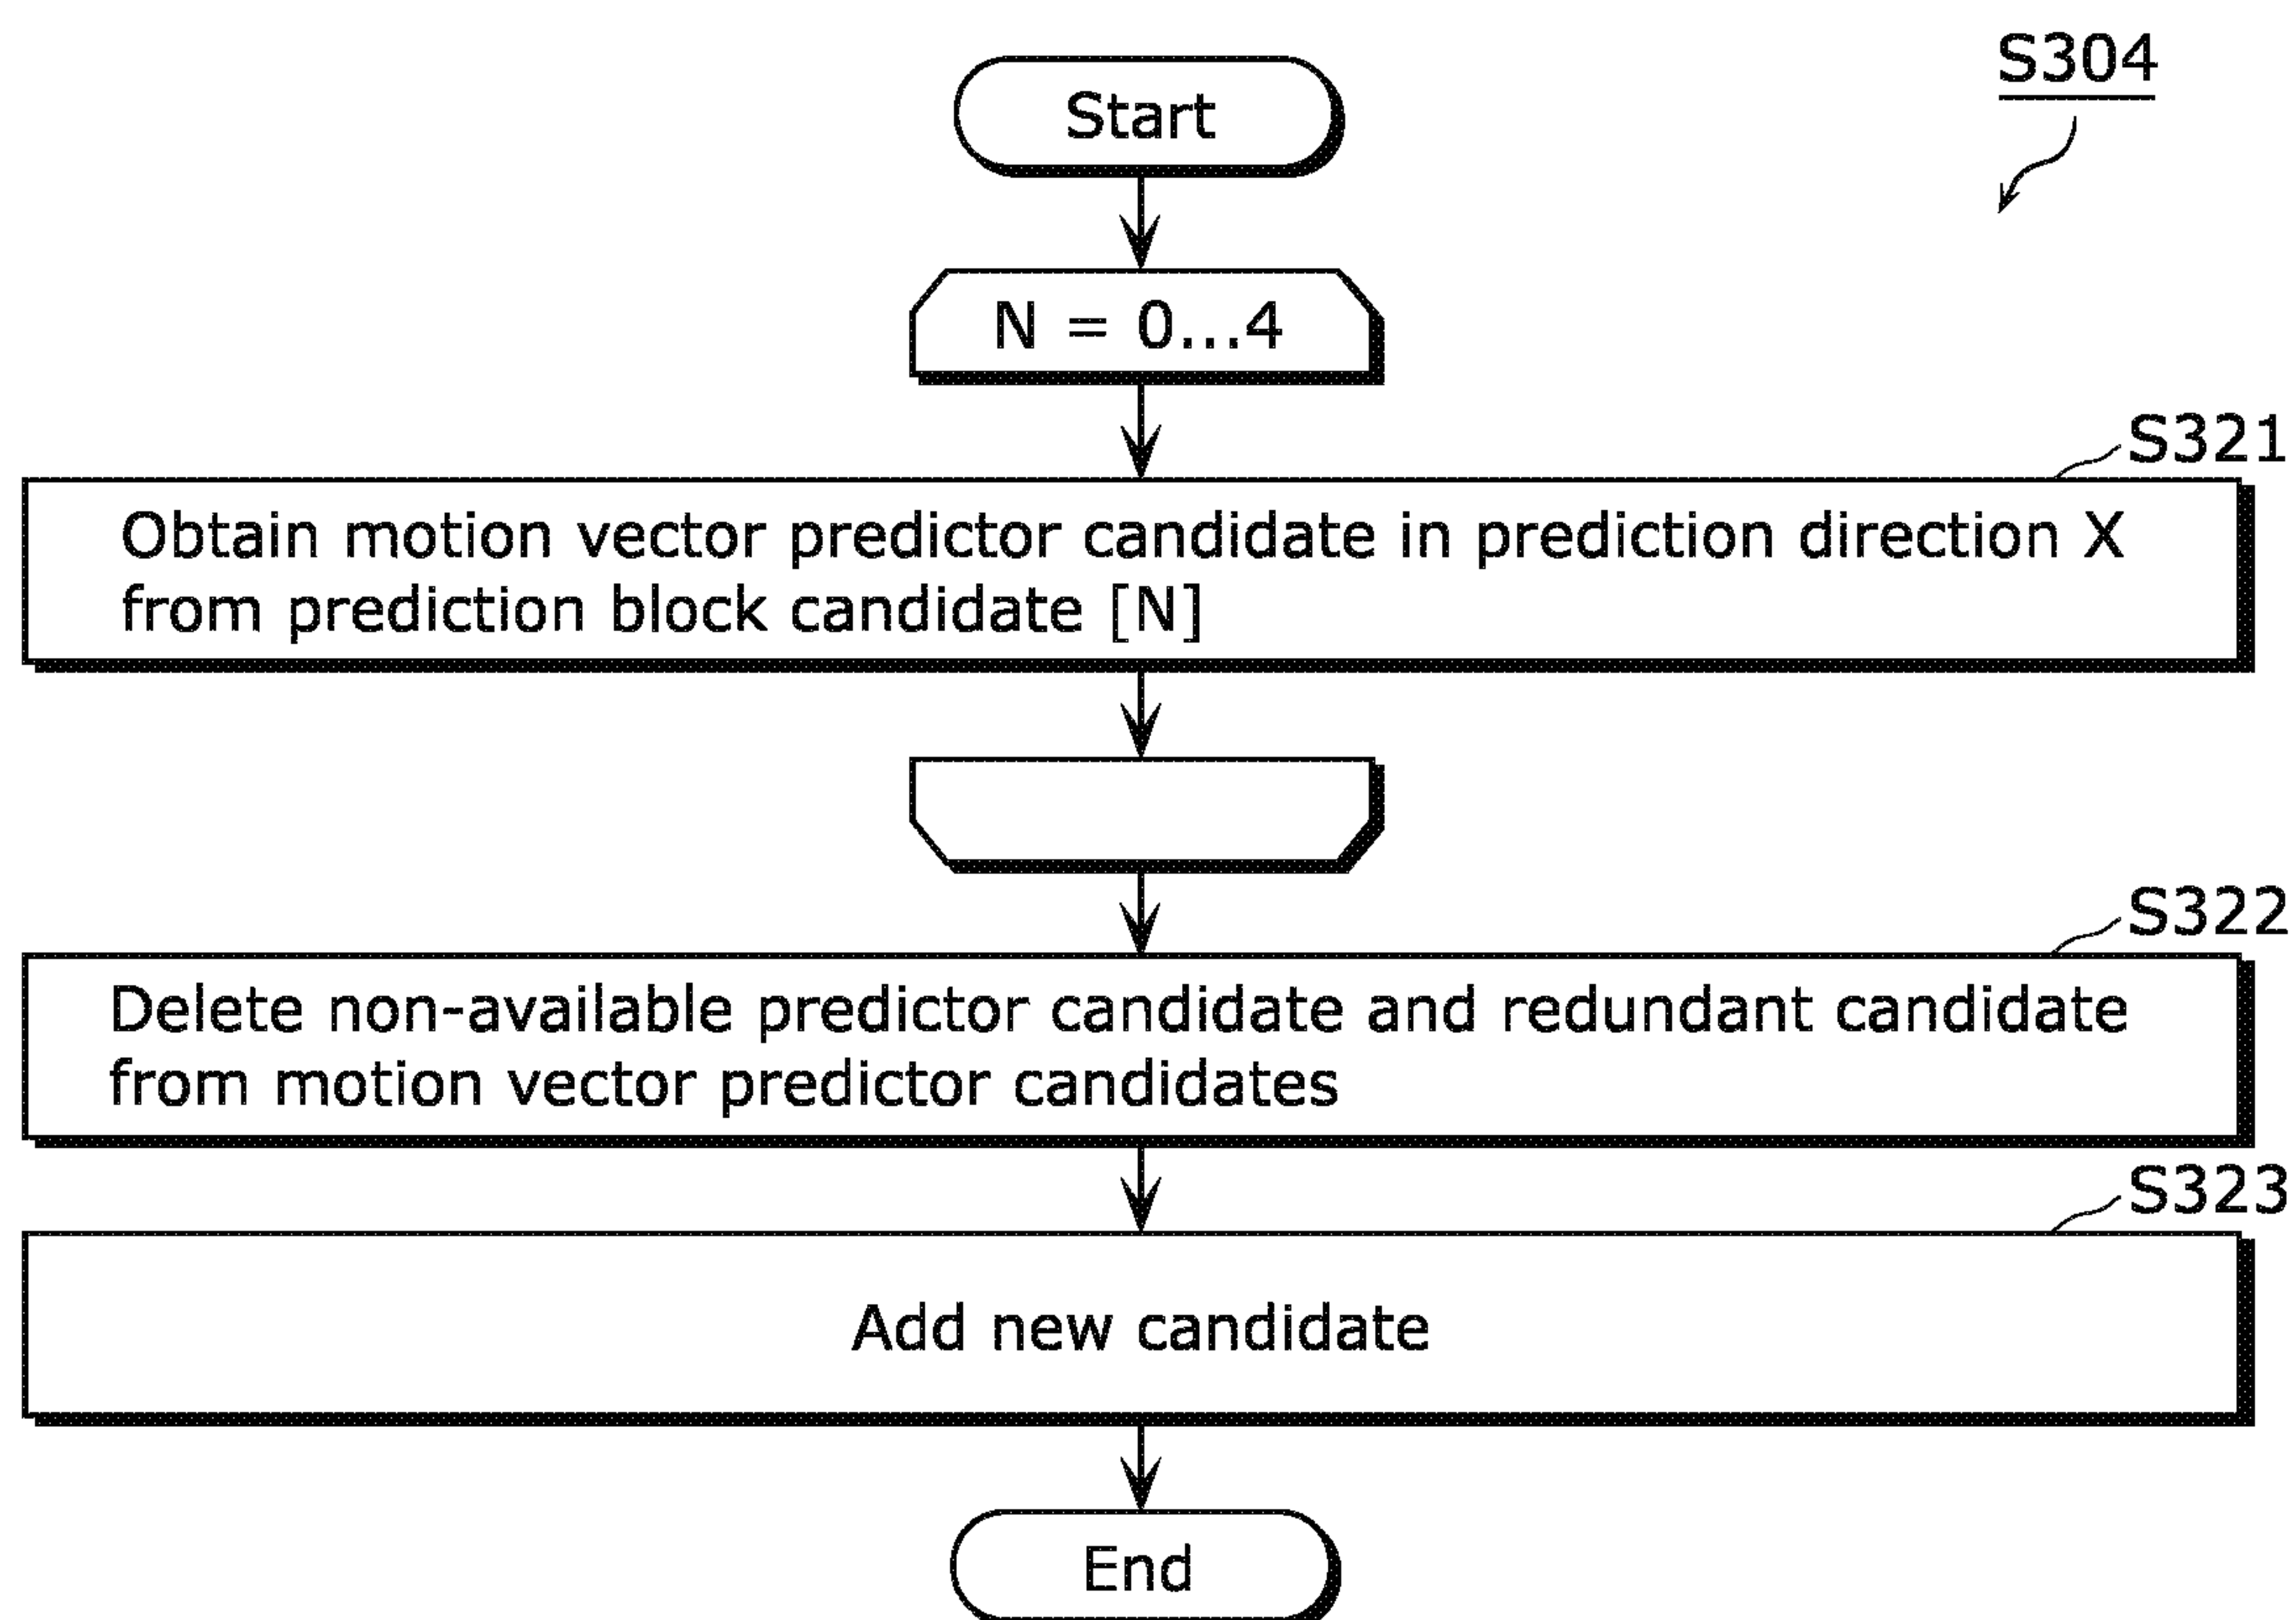 S304
Start
N = 0...4
S321
Obtain motion vector predictor candidate in prediction direction X
from prediction block candidate [N]
S322
Delete non-available predictor candidate and redundant candidate
from motion vector predictor candidates
S323
Add new candidate
End